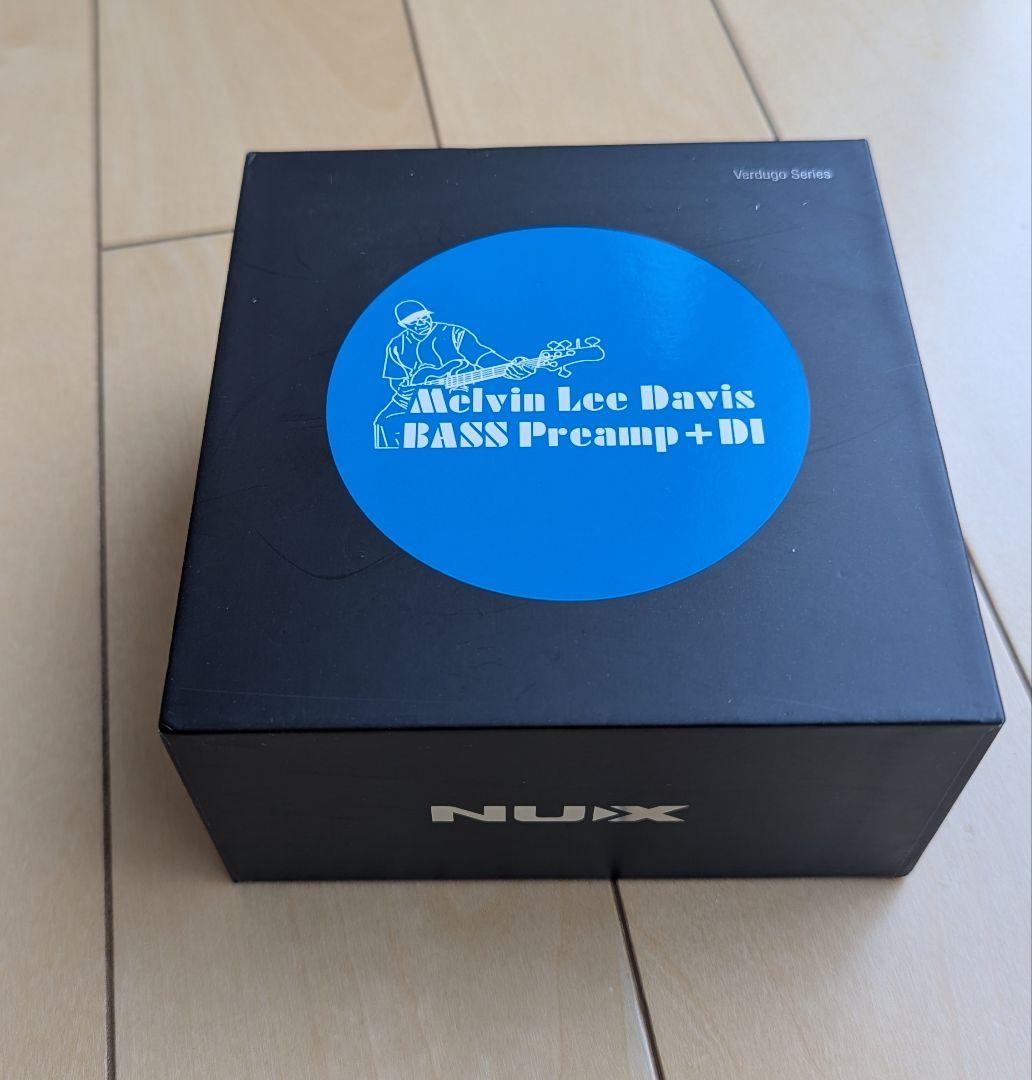 Verdugo Series
Melvin Lee Davis
BASS Preamp+DI
NUX